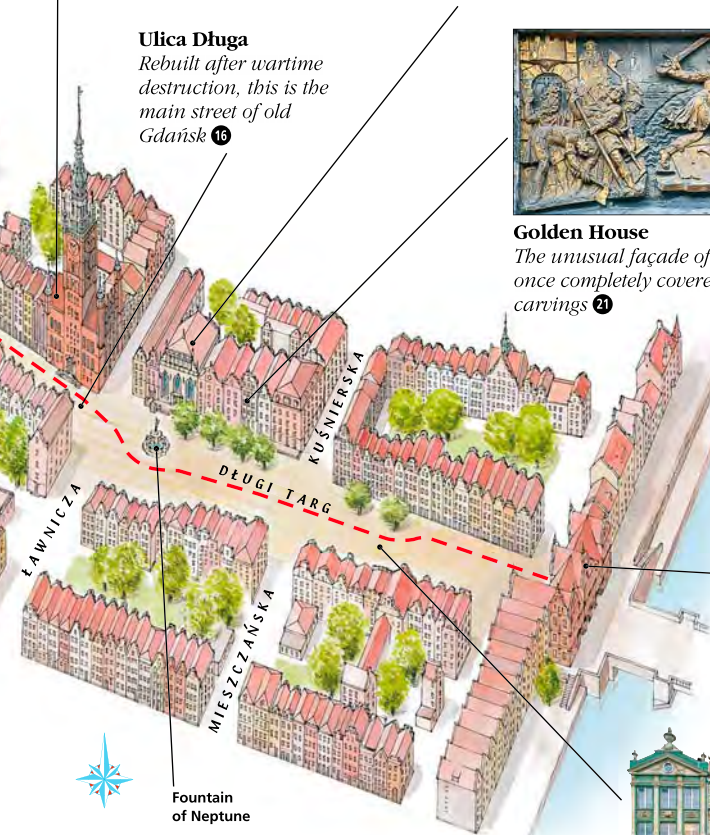 Ulica Długa
Rebuilt after wartime
destruction, this is the
main street of old
Gdańsk 16
Golden House
The unusual façade of
once completely covere
carvings 21
KUŚNIERSKA
DŁUGI TARG
ŁAWNICZA
MIESZCZAŃSKA
Fountain
of Neptune